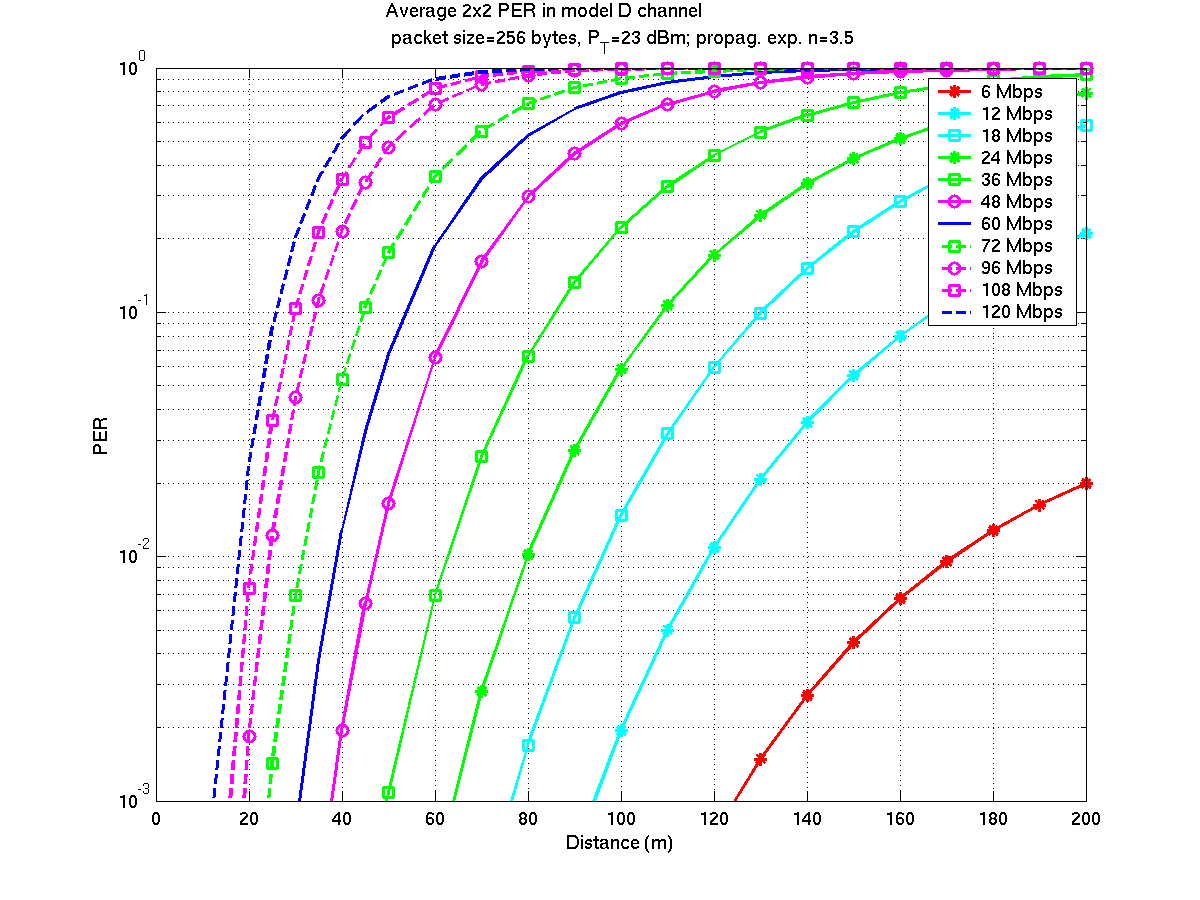 Average 2x2 PER in model D channel
packet size=256 bytes, P_T=23 dBm; propag. exp. n=3.5
10^0
10^-1
10^-2
10^-3
PER
0 20 40 60 80 100 120 140 160 180 200
Distance (m)
6 Mbps
12 Mbps
18 Mbps
24 Mbps
36 Mbps
48 Mbps
60 Mbps
72 Mbps
96 Mbps
108 Mbps
120 Mbps